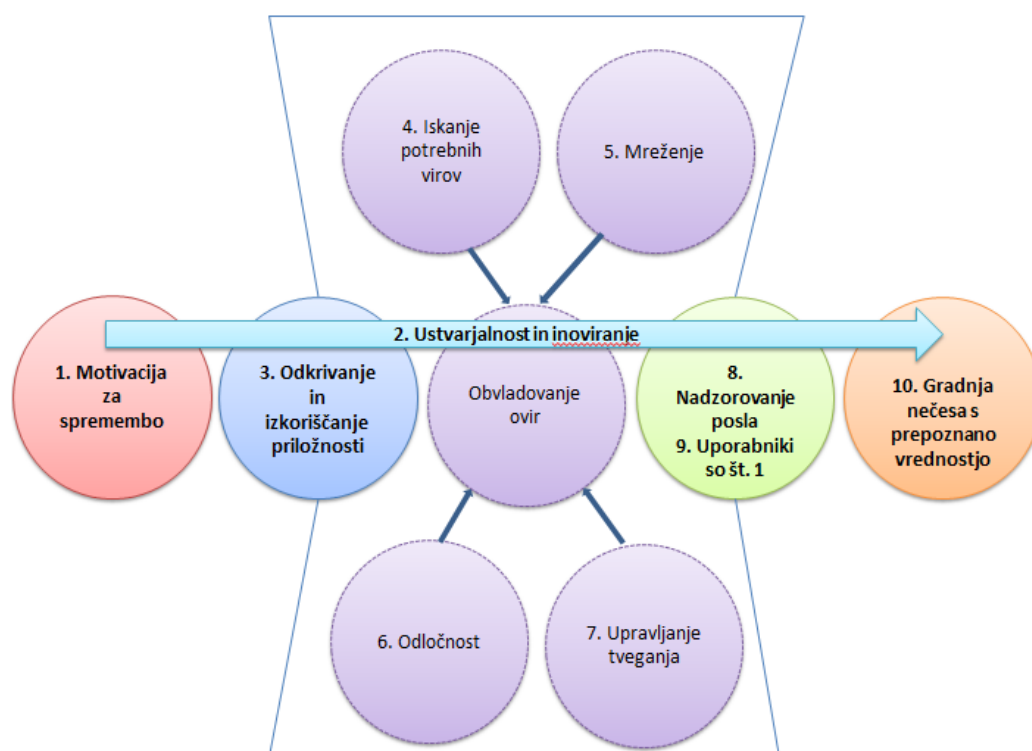 4. Iskanje
potrebnih
virov
5. Mreženje
2. Ustvarjalnost in inoviranje
1. Motivacija
za
spremembo
3. Odkrivanje
in
izkoriščanje
priložnosti
Obvladovanje
ovir
8.
Nadzorovanje
posla
9. Uporabniki
so št. 1
10. Gradnja
nečesa s
prepoznano
vrednostjo
6. Odločnost
7. Upravljanje
tveganja